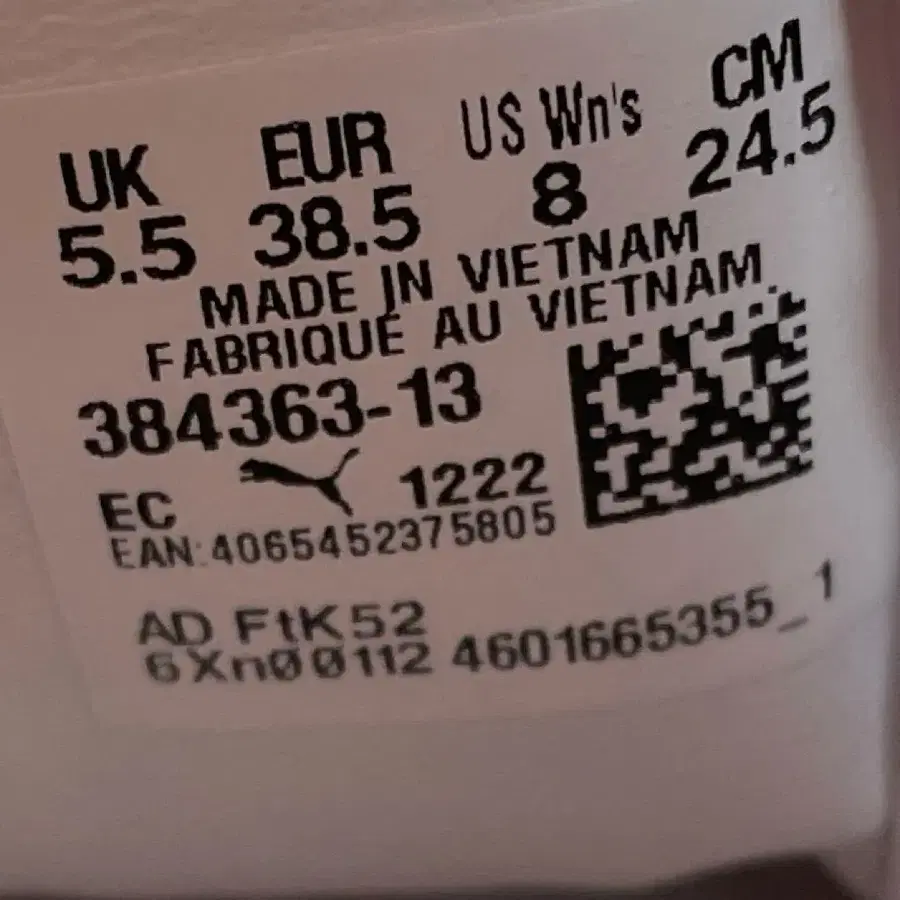 UK EUR US Wn's CM
5.5 38.5 8 24.5
MADE IN VIETNAM
FABRIQUÉ AU VIETNAM
384363-13
EC 1222
EAN:4065452375805
AD FtK52
6Xn00112 4601665355_1